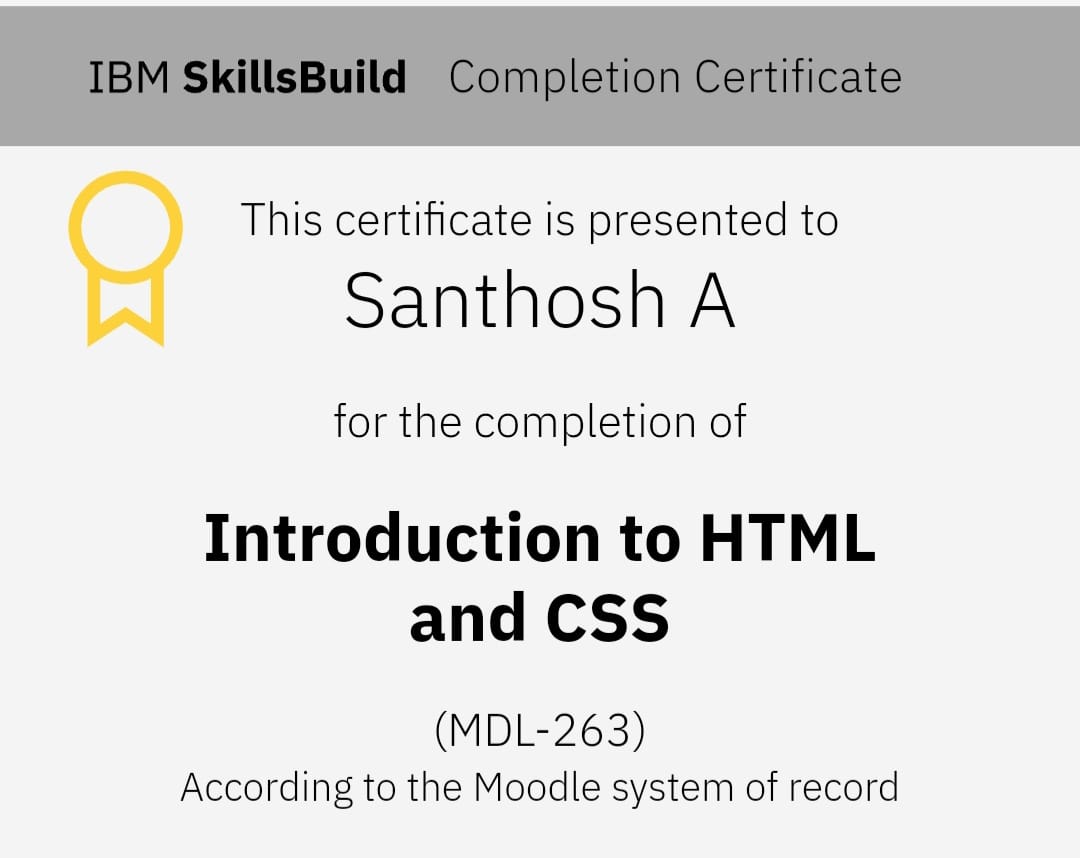 IBM SkillsBuild Completion Certificate
This certificate is presented to
Santhosh A
for the completion of
Introduction to HTML
and CSS
(MDL-263)
According to the Moodle system of record